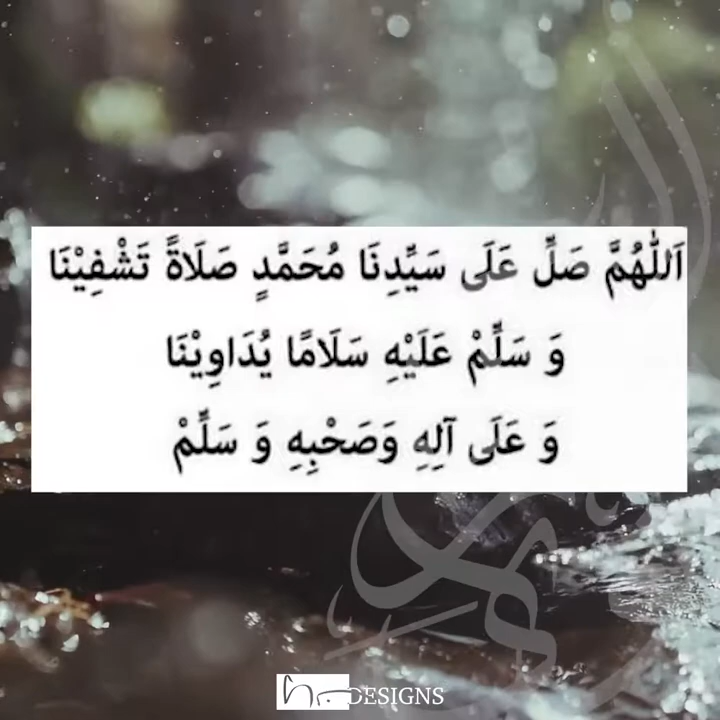 اَللّٰهُمَّ صَلِّ عَلَى سَيِّدِنَا مُحَمَّدٍ صَلَاةً تَشْفِيْنَا
وَ سَلِّمْ عَلَيْهِ سَلَامًا يُدَاوِيْنَا
وَ عَلَى آلِهِ وَصَحْبِهِ وَ سَلِّمْ
DESIGNS